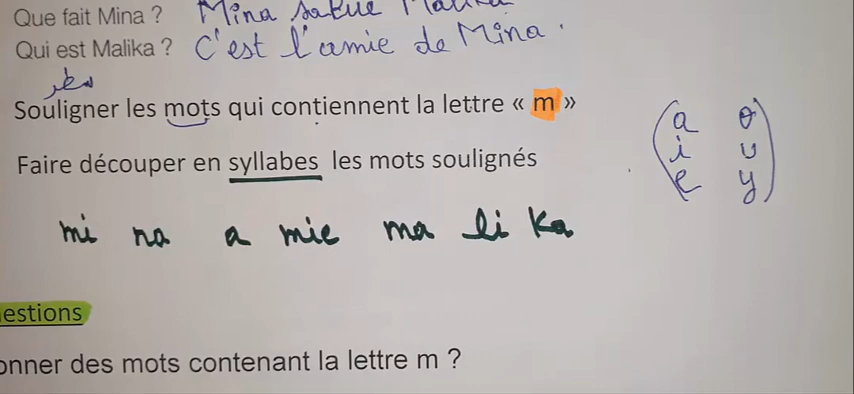 Que fait Mina ? Mina salue Malika
Qui est Malika ? C'est l'amie de Mina.
سطر
Souligner les mots qui contiennent la lettre « m »
Faire découper en syllabes les mots soulignés
a o
i u
e y
mi na a mie ma li ka
estions
onner des mots contenant la lettre m ?